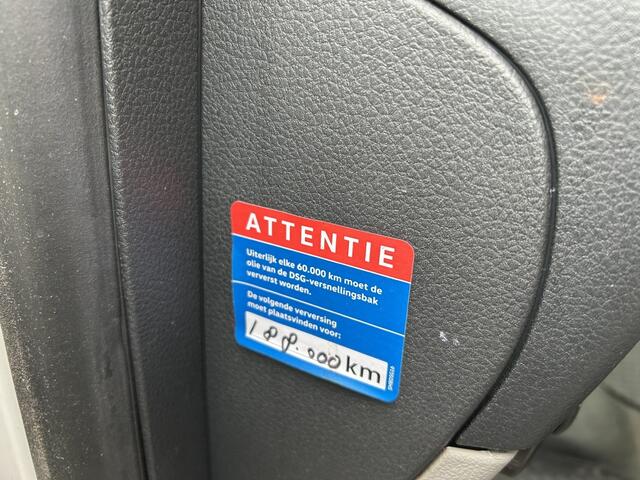 ATTENTIE
Uiterlijk elke 60.000 km moet de
olie van de DSG-versnellingsbak
ververst worden.
De volgende verversing
moet plaatsvinden voor:
188.000 km